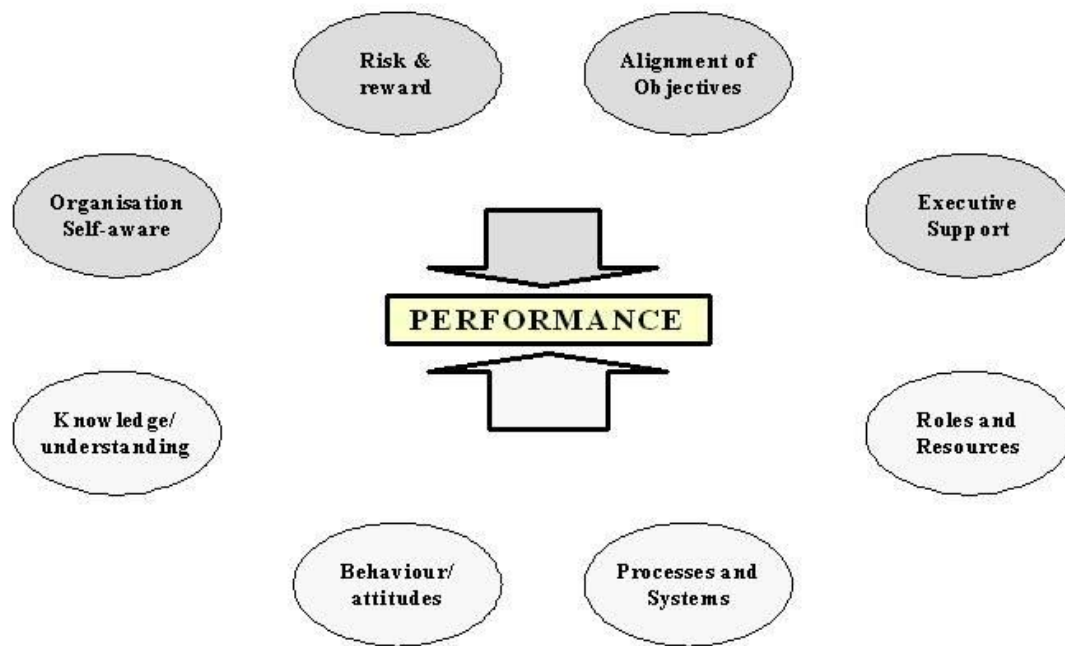 Risk &
reward
Alignment of
Objectives
Organisation
Self-aware
Executive
Support
PERFORMANCE
Knowledge/
understanding
Roles and
Resources
Behaviour/
attitudes
Processes and
Systems